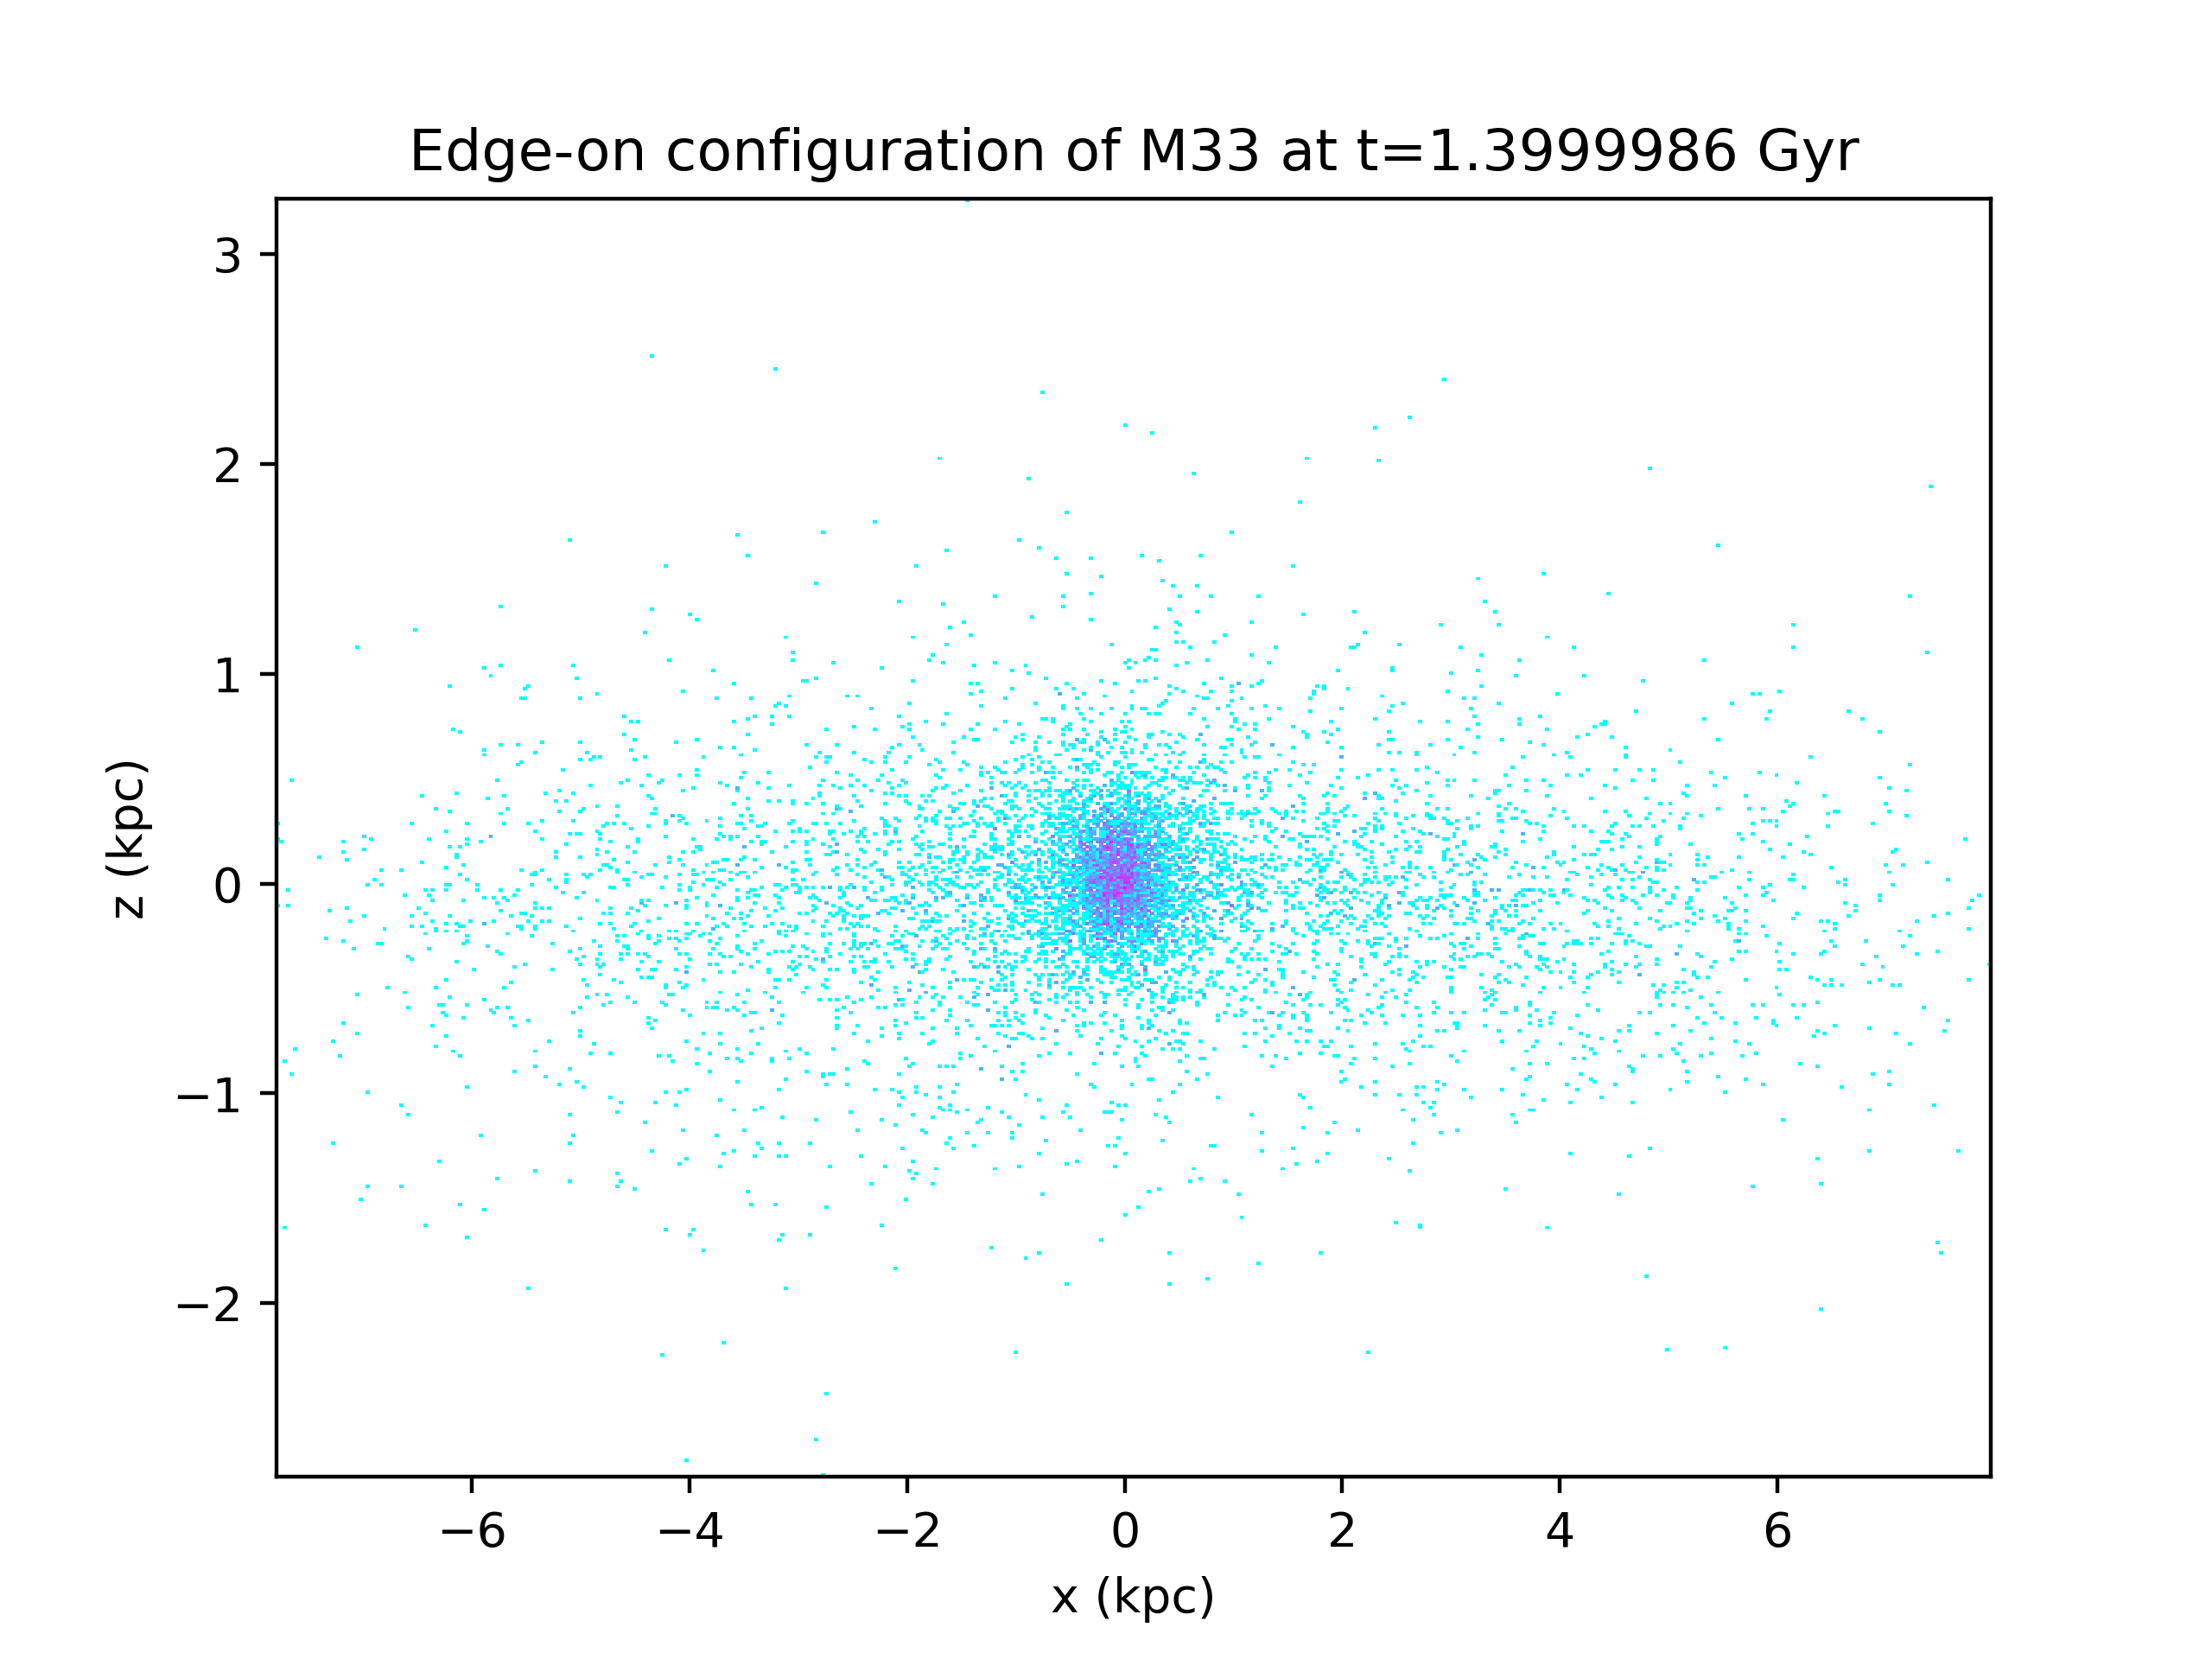 Edge-on configuration of M33 at t=1.3999986 Gyr
3
2
1
0
−1
−2
z (kpc)
−6 −4 −2 0 2 4 6
x (kpc)